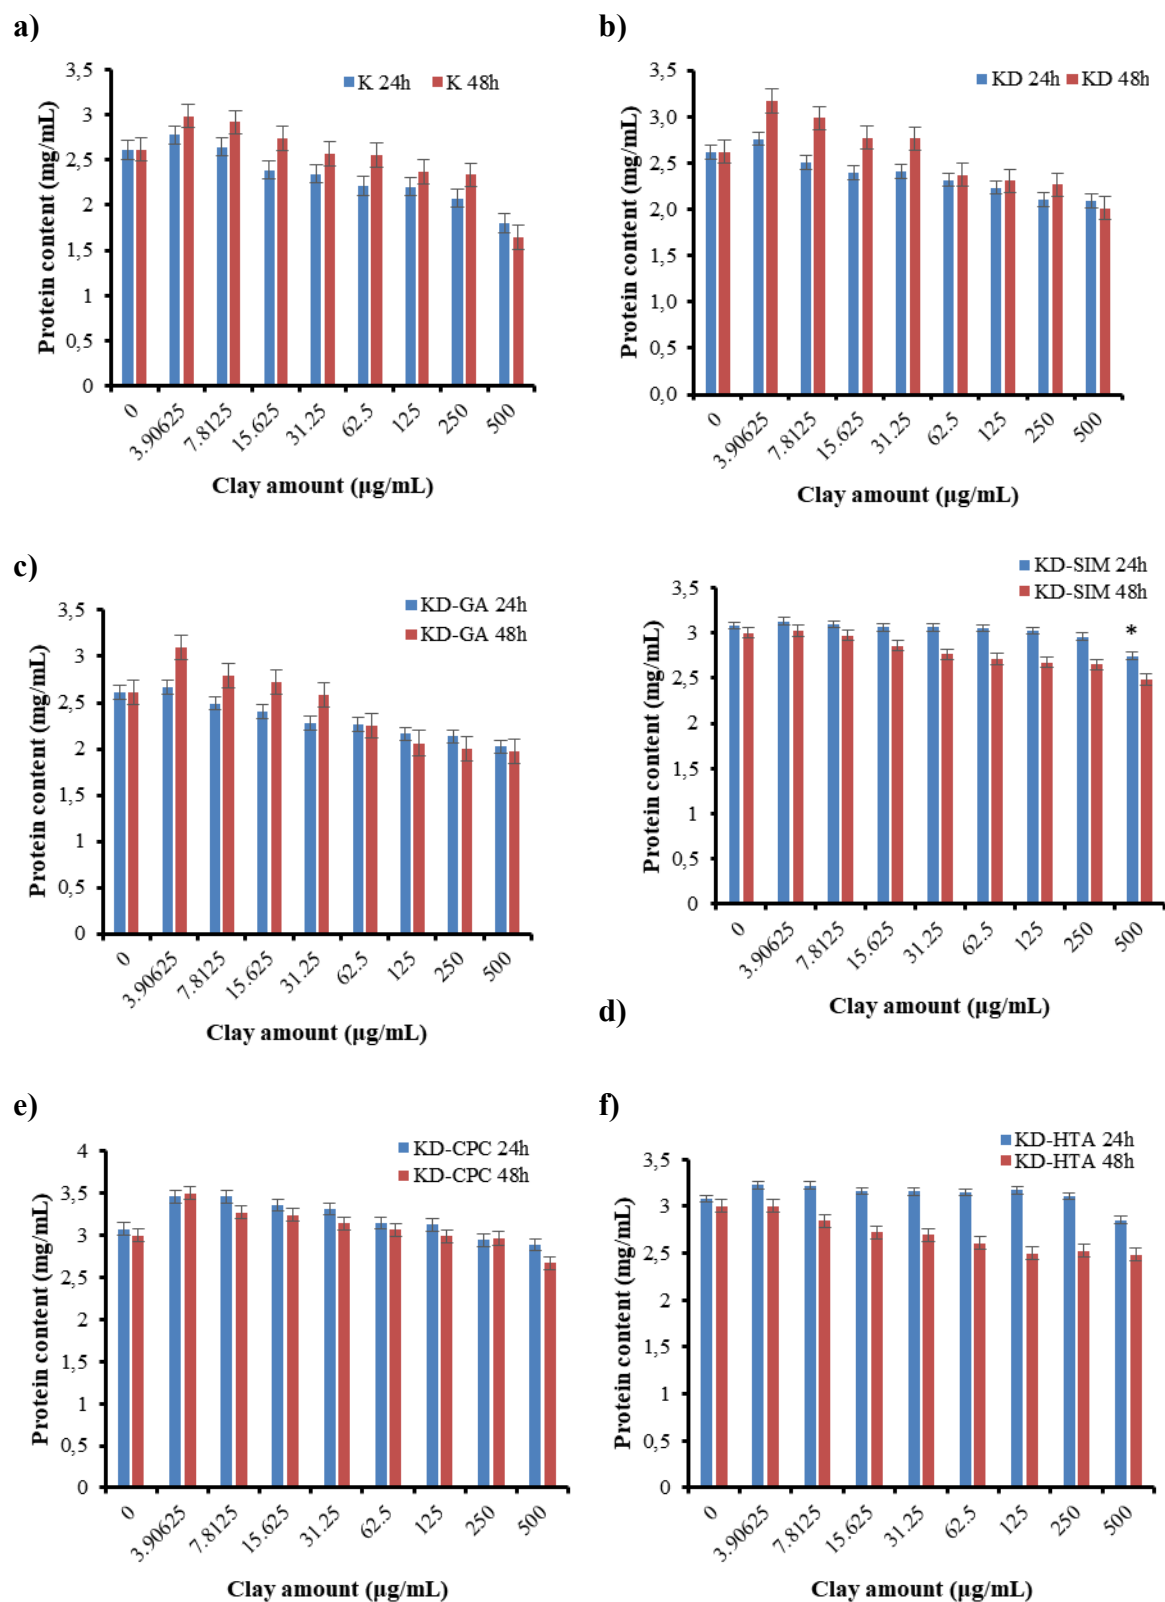 a)
K 24h K 48h
3,5
3
2,5
2
1,5
1
0,5
0
Protein content (mg/mL)
0 3.90625 7.8125 15.625 31.25 62.5 125 250 500
Clay amount (µg/mL)
b)
KD 24h KD 48h
3,5
3,0
2,5
2,0
1,5
1,0
0,5
0,0
Protein content (mg/mL)
0 3.90625 7.8125 15.625 31.25 62.5 125 250 500
Clay amount (µg/mL)
c)
KD-GA 24h
KD-GA 48h
3,5
3
2,5
2
1,5
1
0,5
0
Protein content (mg/mL)
0 3.90625 7.8125 15.625 31.25 62.5 125 250 500
Clay amount (µg/mL)
KD-SIM 24h
KD-SIM 48h
3,5
3
2,5
2
1,5
1
0,5
0
Protein content (mg/mL)
*
0 3.90625 7.8125 15.625 31.25 62.5 125 250 500
Clay amount (µg/mL)
d)
e)
KD-CPC 24h
KD-CPC 48h
4
3,5
3
2,5
2
1,5
1
0,5
0
Protein content (mg/mL)
0 3.90625 7.8125 15.625 31.25 62.5 125 250 500
Clay amount (µg/mL)
f)
KD-HTA 24h
KD-HTA 48h
3,5
3
2,5
2
1,5
1
0,5
0
Protein content (mg/mL)
0 3.90625 7.8125 15.625 31.25 62.5 125 250 500
Clay amount (µg/mL)